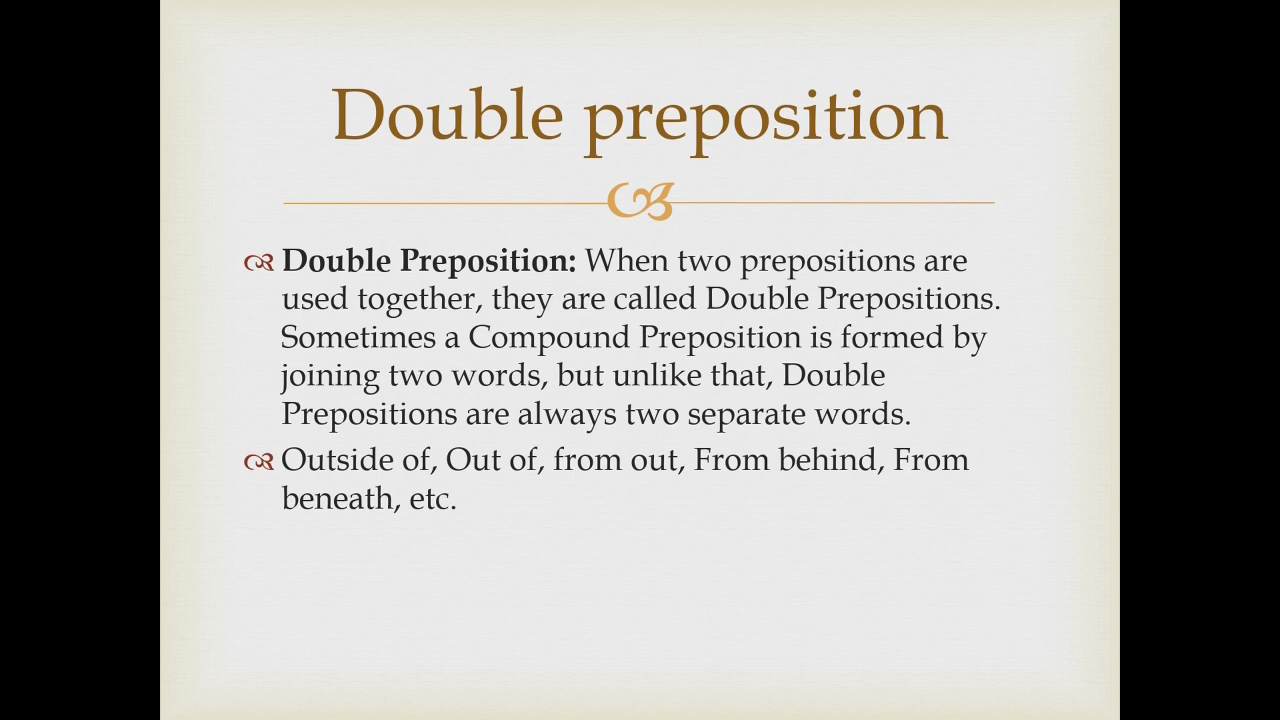 Double preposition
Double Preposition: When two prepositions are
used together, they are called Double Prepositions.
Sometimes a Compound Preposition is formed by
joining two words, but unlike that, Double
Prepositions are always two separate words.
Outside of, Out of, from out, From behind, From
beneath, etc.